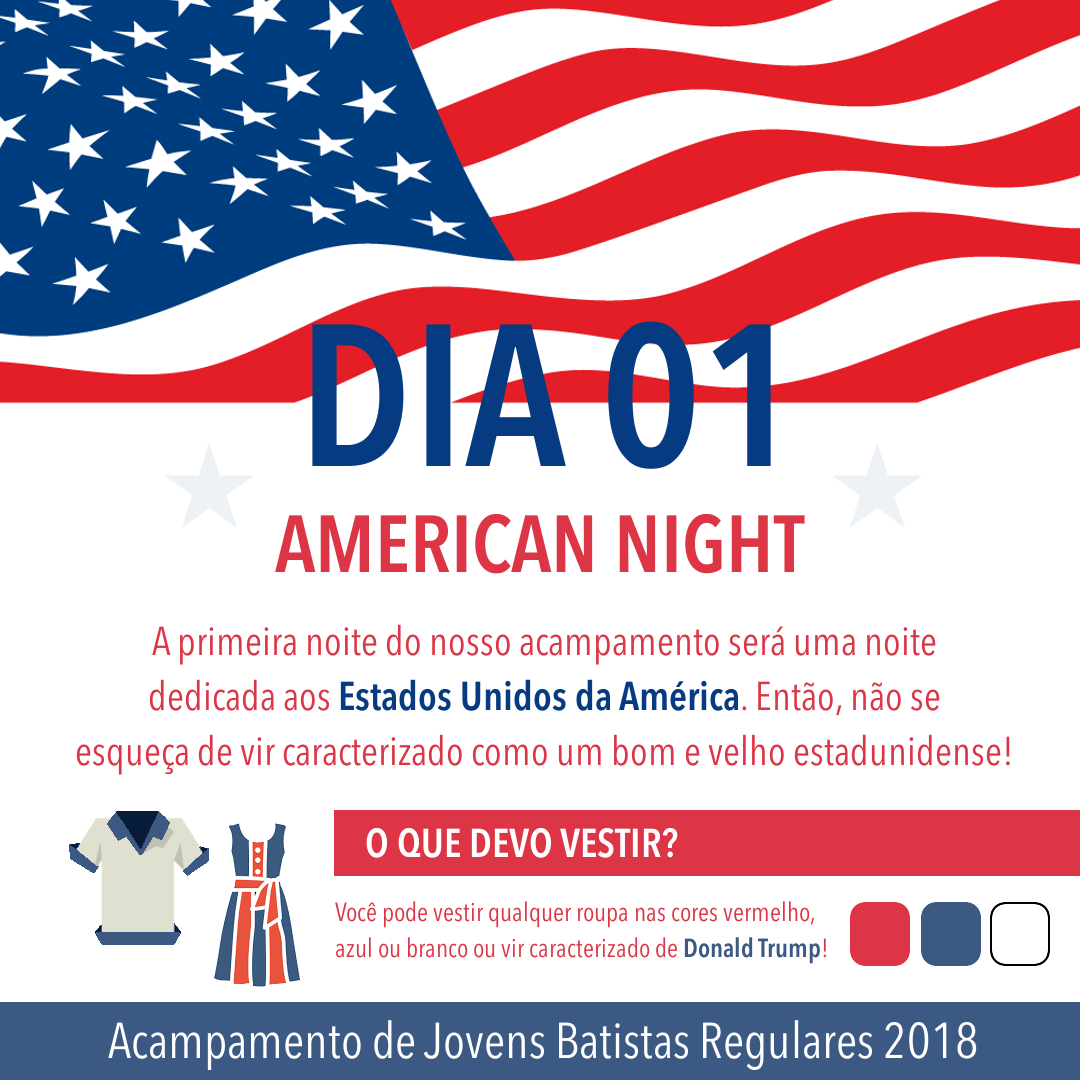 DIA 01
AMERICAN NIGHT
A primeira noite do nosso acampamento será uma noite
dedicada aos Estados Unidos da América. Então, não se
esqueça de vir caracterizado como um bom e velho estadunidense!
O QUE DEVO VESTIR?
Você pode vestir qualquer roupa nas cores vermelho,
azul ou branco ou vir caracterizado de Donald Trump!
Acampamento de Jovens Batistas Regulares 2018